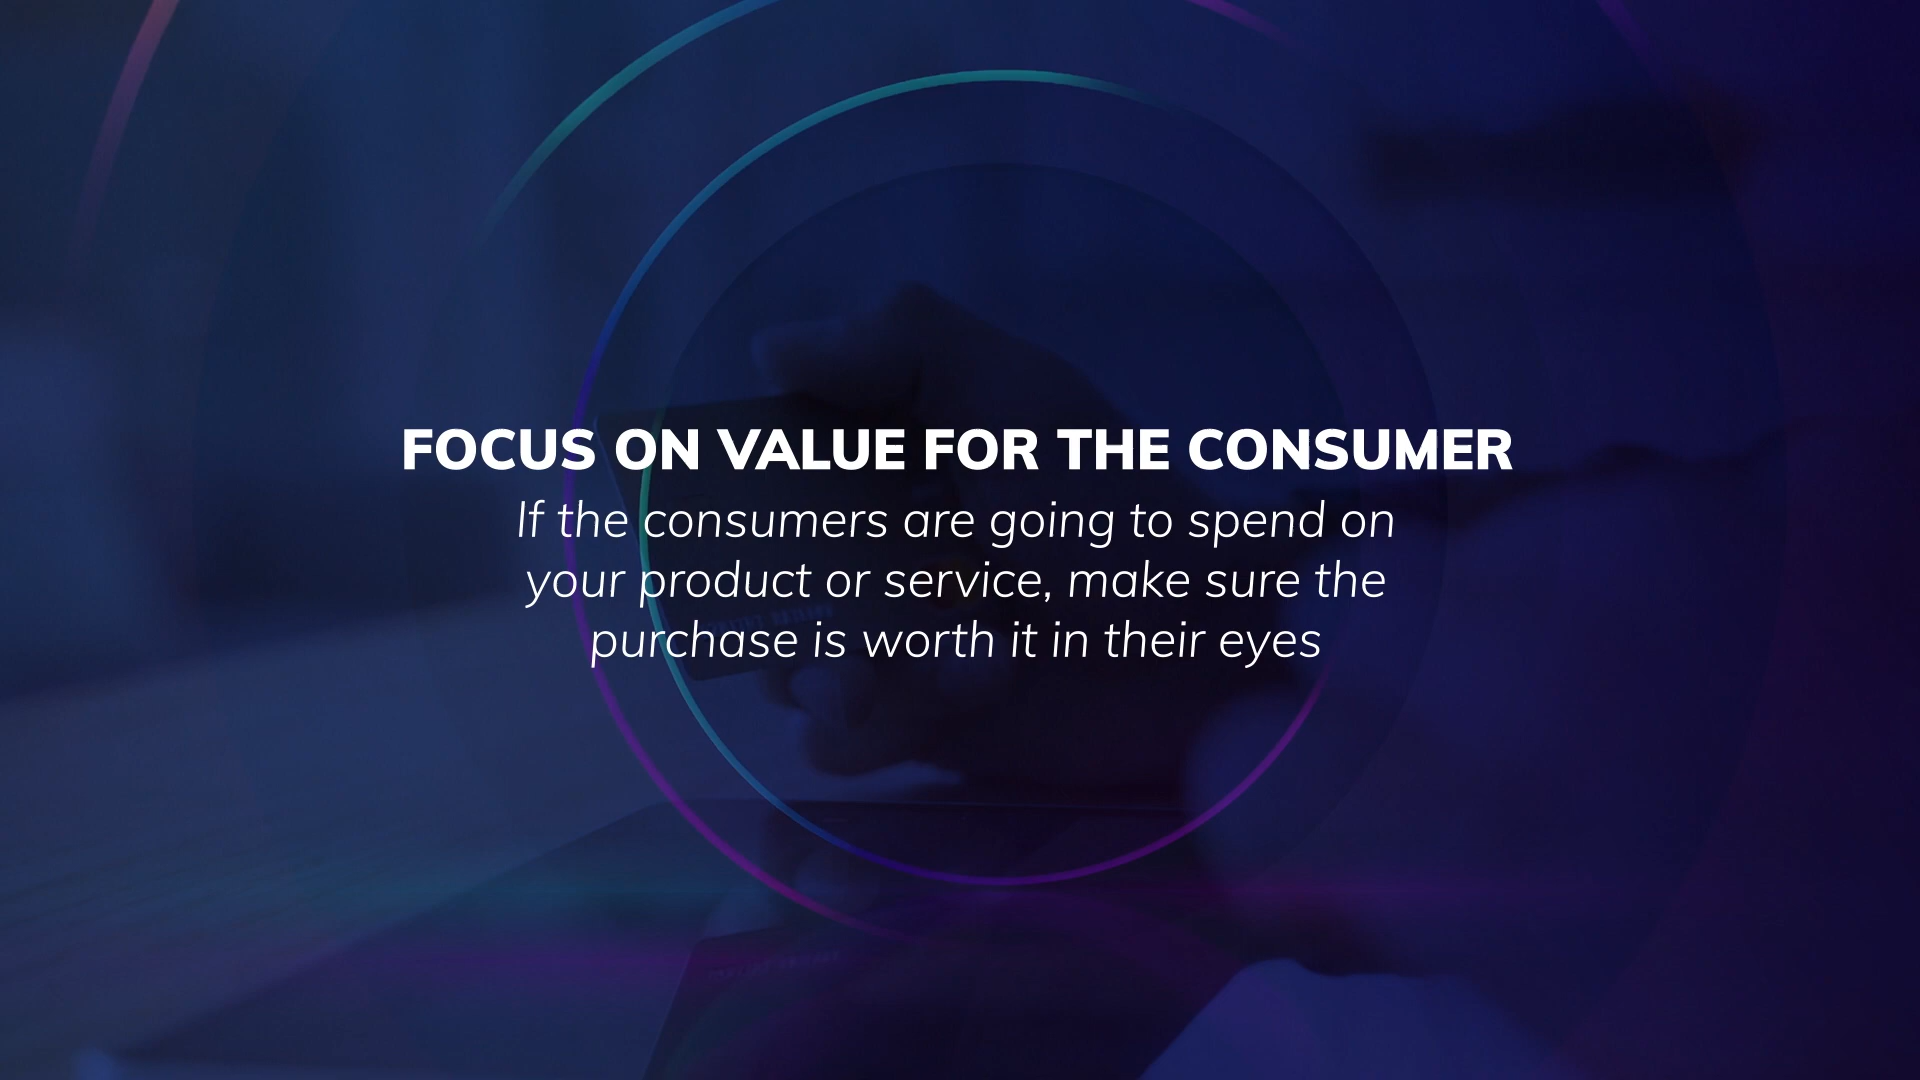 FOCUS ON VALUE FOR THE CONSUMER
If the consumers are going to spend on
your product or service, make sure the
purchase is worth it in their eyes